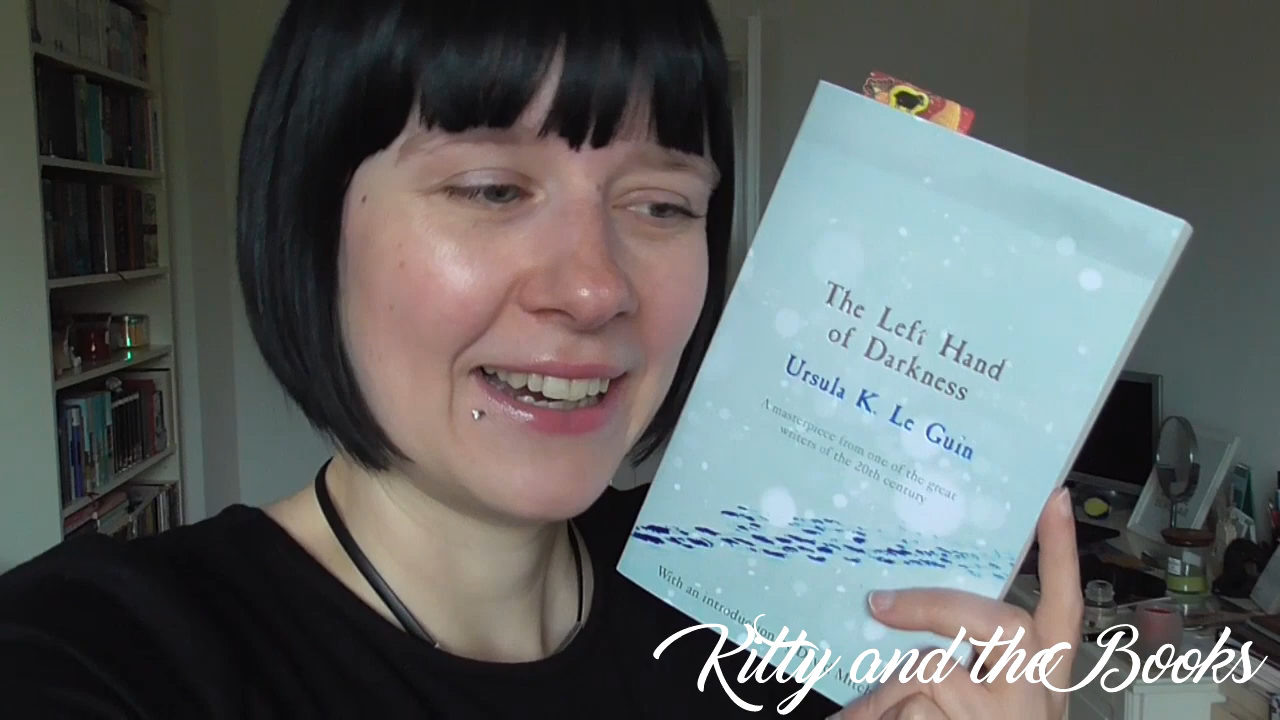 The Left Hand
of Darkness
Ursula K. Le Guin
A masterpiece from one of the great
writers of the 20th century
With an introduction
Kitty and the Books